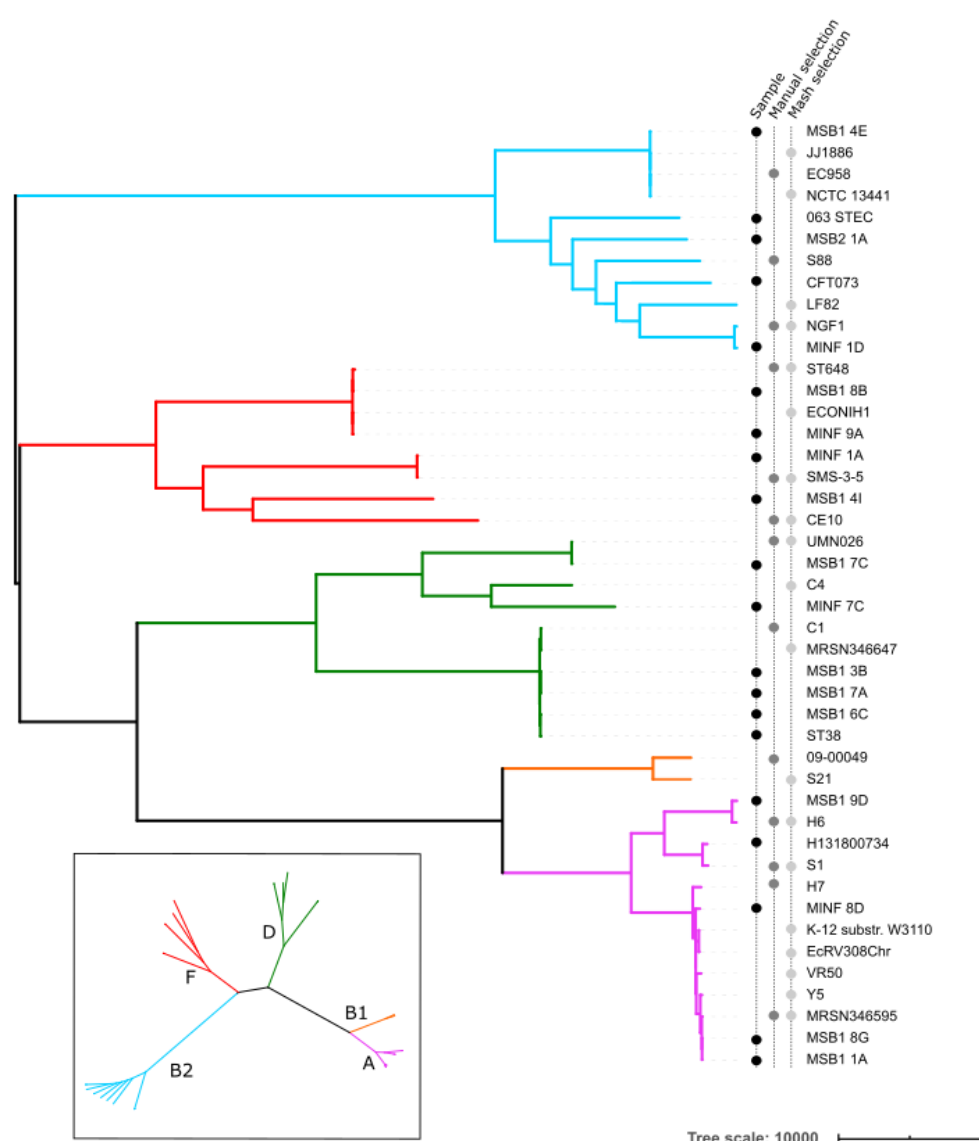 Sample
Manual selection
Mash selection
MSB1 4E
JJ1886
EC958
NCTC 13441
063 STEC
MSB2 1A
S88
CFT073
LF82
NGF1
MINF 1D
ST648
MSB1 8B
ECONIH1
MINF 9A
MINF 1A
SMS-3-5
MSB1 4I
CE10
UMN026
MSB1 7C
C4
MINF 7C
C1
MRSN346647
MSB1 3B
MSB1 7A
MSB1 6C
ST38
09-00049
S21
MSB1 9D
H6
H131800734
S1
H7
MINF 8D
K-12 substr. W3110
EcRV308Chr
VR50
Y5
MRSN346595
MSB1 8G
MSB1 1A
D
F
B1
A
B2
Tree scale: 10000